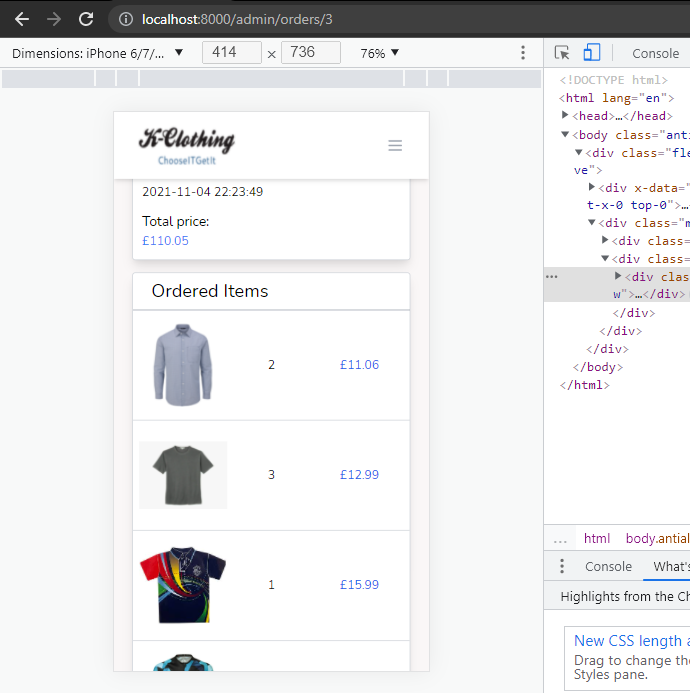 localhost:8000/admin/orders/3
Dimensions: iPhone 6/7/... ▼ 414 × 736 76% ▼
Console
K-Clothing
ChooseITGetIt
2021-11-04 22:23:49
Total price:
£110.05
Ordered Items
2 £11.06
3 £12.99
1 £15.99
<!DOCTYPE html>
<html lang="en">
▶<head>…</head>
▼<body class="anti
▼<div class="fle
ve">
▶<div x-data="
t-x-0 top-0">…
▼<div class="m
▶<div class=
▼<div class=
▶<div clas
w">…</div>
</div>
</div>
</div>
</body>
</html>
... html body.antial
Console What's
Highlights from the Ch
New CSS length a
Drag to change the
Styles pane.